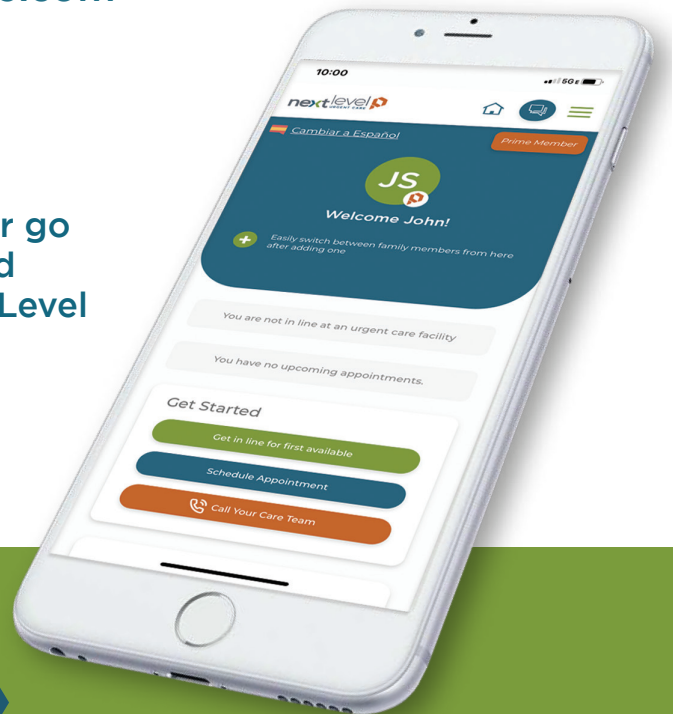 10:00
5G E
next level
URGENT CARE
Cambiar a Español
Prime Member
JS
Welcome John!
Easily switch between family members from here
after adding one
r go
d
Level
You are not in line at an urgent care facility
You have no upcoming appointments.
Get Started
Get in line for first available
Schedule Appointment
Call Your Care Team